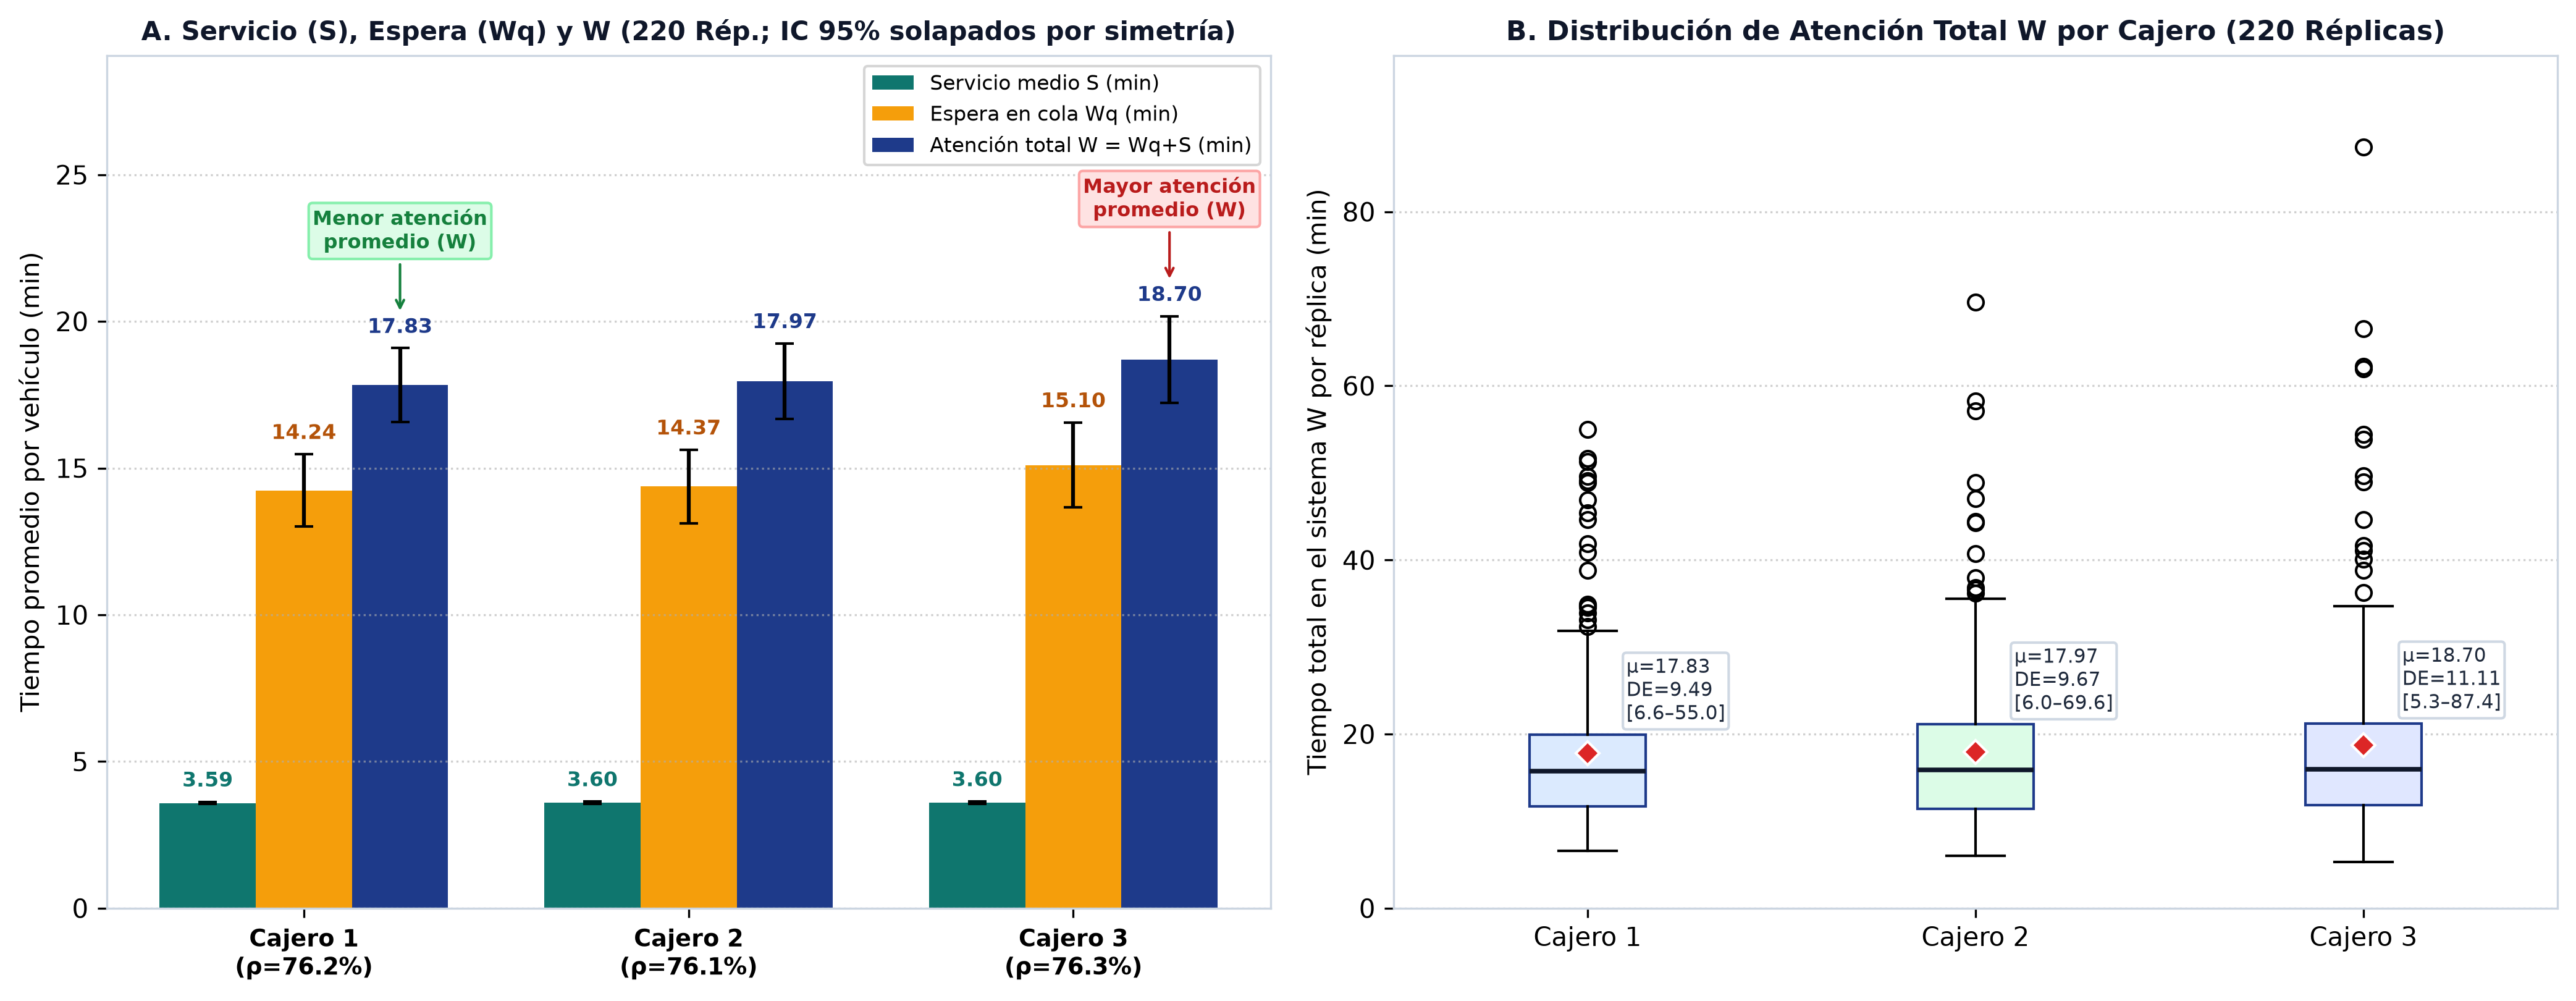 A. Servicio (S), Espera (Wq) y W (220 Rép.; IC 95% solapados por simetría)
Servicio medio S (min)
Espera en cola Wq (min)
Atención total W = Wq+S (min)
Tiempo promedio por vehículo (min)
25
20
15
10
5
0
Menor atención
promedio (W)
Mayor atención
promedio (W)
3.59
14.24
17.83
3.60
14.37
17.97
3.60
15.10
18.70
Cajero 1
(ρ=76.2%)
Cajero 2
(ρ=76.1%)
Cajero 3
(ρ=76.3%)
B. Distribución de Atención Total W por Cajero (220 Réplicas)
Tiempo total en el sistema W por réplica (min)
80
60
40
20
0
μ=17.83
DE=9.49
[6.6–55.0]
μ=17.97
DE=9.67
[6.0–69.6]
μ=18.70
DE=11.11
[5.3–87.4]
Cajero 1
Cajero 2
Cajero 3